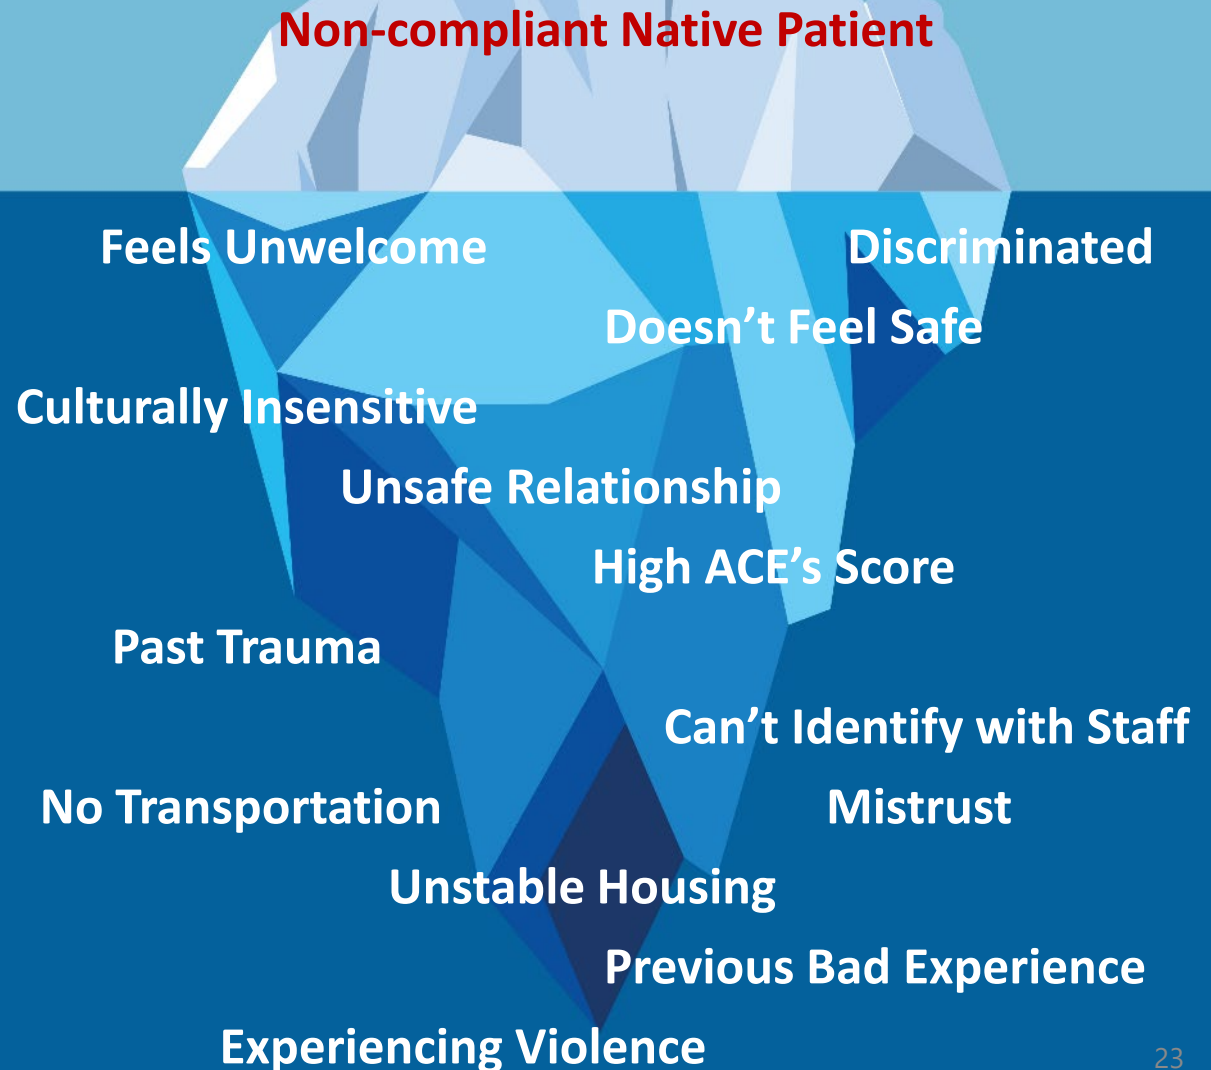 Non-compliant Native Patient
Feels Unwelcome
Discriminated
Doesn’t Feel Safe
Culturally Insensitive
Unsafe Relationship
High ACE’s Score
Past Trauma
Can’t Identify with Staff
No Transportation
Mistrust
Unstable Housing
Previous Bad Experience
Experiencing Violence
23